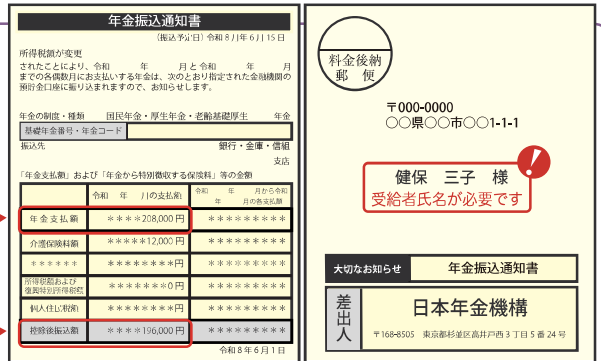 年金振込通知書
(振込予定日) 令和 8 年 6 月 15 日
所得税額が変更
されたことにより、令和 年 月 と 令和 年 月
までの各偶数月にお支払いする年金は、次のとおり指定された金融機関の
預貯金口座に振り込まれますので、お知らせします。
年金の制度・種類 国民年金・厚生年金・老齢基礎厚生 年金
基礎年金番号・年金コード
振込先 銀行・金庫・信組
支店
「年金支払額」および「年金から特別徴収する保険料」等の金額
令和 年 月の支払額
令和 年 月から令和
年 月の各支払額
年金支払額 ****208,000円 *********
介護保険料額 *****12,000円 *********
****** ********円 *********
所得税額および
復興特別所得税額 *******0円 *********
個人住民税額 ********円 *********
控除後振込額 ****196,000円 *********
令和 8 年 6 月 1 日
料金後納
郵便
〒000-0000
〇〇県〇〇市〇〇1-1-1
!
健保 三子 様
受給者氏名が必要です
大切なお知らせ 年金振込通知書
差出人
日本年金機構
〒168-8505 東京都杉並区高井戸西 3 丁目 5 番 24 号